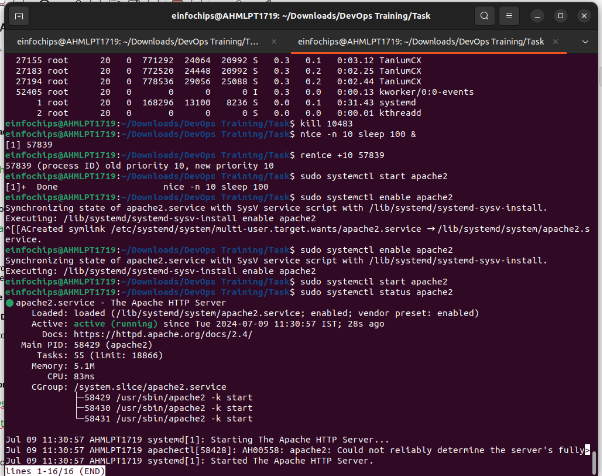 einfochips@AHMLPT1719: ~/Downloads/DevOps Training/Task
einfochips@AHMLPT1719: ~/Downloads/DevOps Training/T...
einfochips@AHMLPT1719: ~/Downloads/DevOps Training/Task
27155 root 20 0 771292 24064 20992 S 0.3 0.1 0:03.12 TaniumCX
27183 root 20 0 772520 24448 20992 S 0.3 0.2 0:02.25 TaniumCX
27194 root 20 0 778536 29056 25088 S 0.3 0.2 0:02.44 TaniumCX
52405 root 20 0 0 0 0 I 0.3 0.0 0:00.13 kworker/0:0-events
1 root 20 0 168296 13100 8236 S 0.0 0.1 0:31.43 systemd
2 root 20 0 0 0 0 S 0.0 0.0 0:00.01 kthreadd
einfochips@AHMLPT1719:~/Downloads/DevOps Training/Task$ kill 10483
einfochips@AHMLPT1719:~/Downloads/DevOps Training/Task$ nice -n 10 sleep 100 &
[1] 57839
einfochips@AHMLPT1719:~/Downloads/DevOps Training/Task$ renice +10 57839
57839 (process ID) old priority 10, new priority 10
einfochips@AHMLPT1719:~/Downloads/DevOps Training/Task$ sudo systemctl start apache2
[1]+ Done nice -n 10 sleep 100
einfochips@AHMLPT1719:~/Downloads/DevOps Training/Task$ sudo systemctl enable apache2
Synchronizing state of apache2.service with SysV service script with /lib/systemd/systemd-sysv-install.
Executing: /lib/systemd/systemd-sysv-install enable apache2
^[[ACreated symlink /etc/systemd/system/multi-user.target.wants/apache2.service → /lib/systemd/system/apache2.s
ervice.
einfochips@AHMLPT1719:~/Downloads/DevOps Training/Task$ sudo systemctl enable apache2
Synchronizing state of apache2.service with SysV service script with /lib/systemd/systemd-sysv-install.
Executing: /lib/systemd/systemd-sysv-install enable apache2
einfochips@AHMLPT1719:~/Downloads/DevOps Training/Task$ sudo systemctl start apache2
einfochips@AHMLPT1719:~/Downloads/DevOps Training/Task$ sudo systemctl status apache2
● apache2.service - The Apache HTTP Server
Loaded: loaded (/lib/systemd/system/apache2.service; enabled; vendor preset: enabled)
Active: active (running) since Tue 2024-07-09 11:30:57 IST; 28s ago
Docs: https://httpd.apache.org/docs/2.4/
Main PID: 58429 (apache2)
Tasks: 55 (limit: 18866)
Memory: 5.1M
CPU: 83ms
CGroup: /system.slice/apache2.service
├─58429 /usr/sbin/apache2 -k start
├─58430 /usr/sbin/apache2 -k start
└─58431 /usr/sbin/apache2 -k start
Jul 09 11:30:57 AHMLPT1719 systemd[1]: Starting The Apache HTTP Server...
Jul 09 11:30:57 AHMLPT1719 apachectl[58428]: AH00558: apache2: Could not reliably determine the server's fully>
Jul 09 11:30:57 AHMLPT1719 systemd[1]: Started The Apache HTTP Server.
lines 1-16/16 (END)